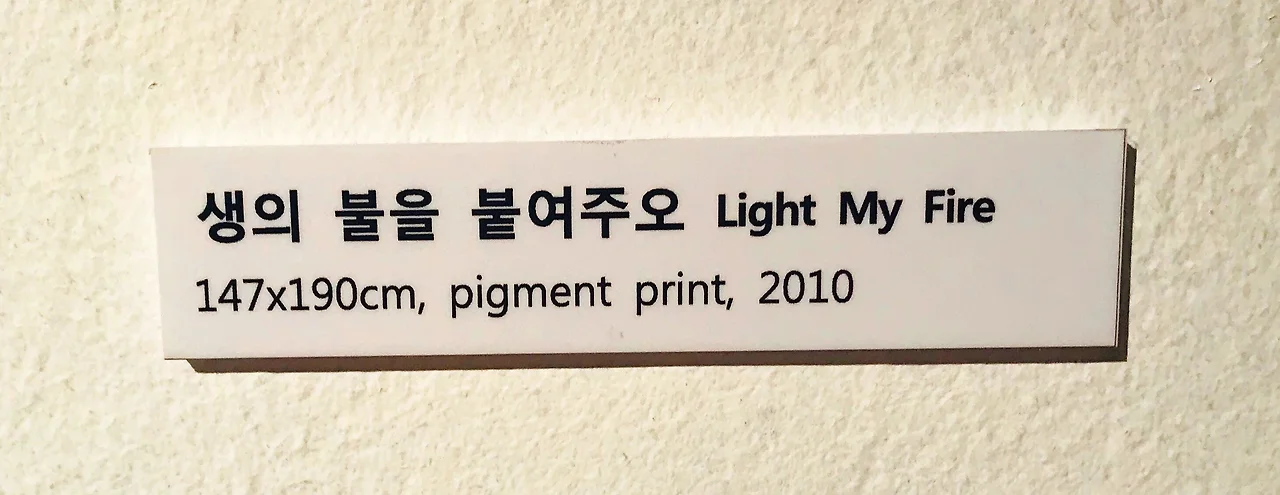 생의 불을 붙여주오 Light My Fire
147x190cm, pigment print, 2010